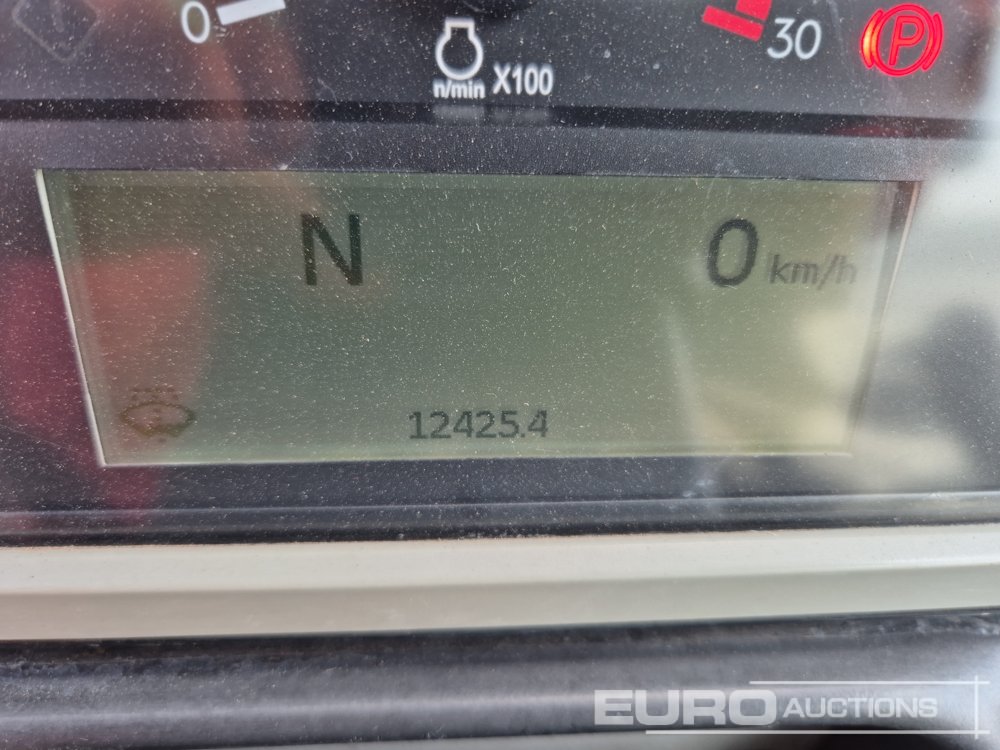 0
30
P
n/min X100
N 0 km/h
12425.4
EURO AUCTIONS